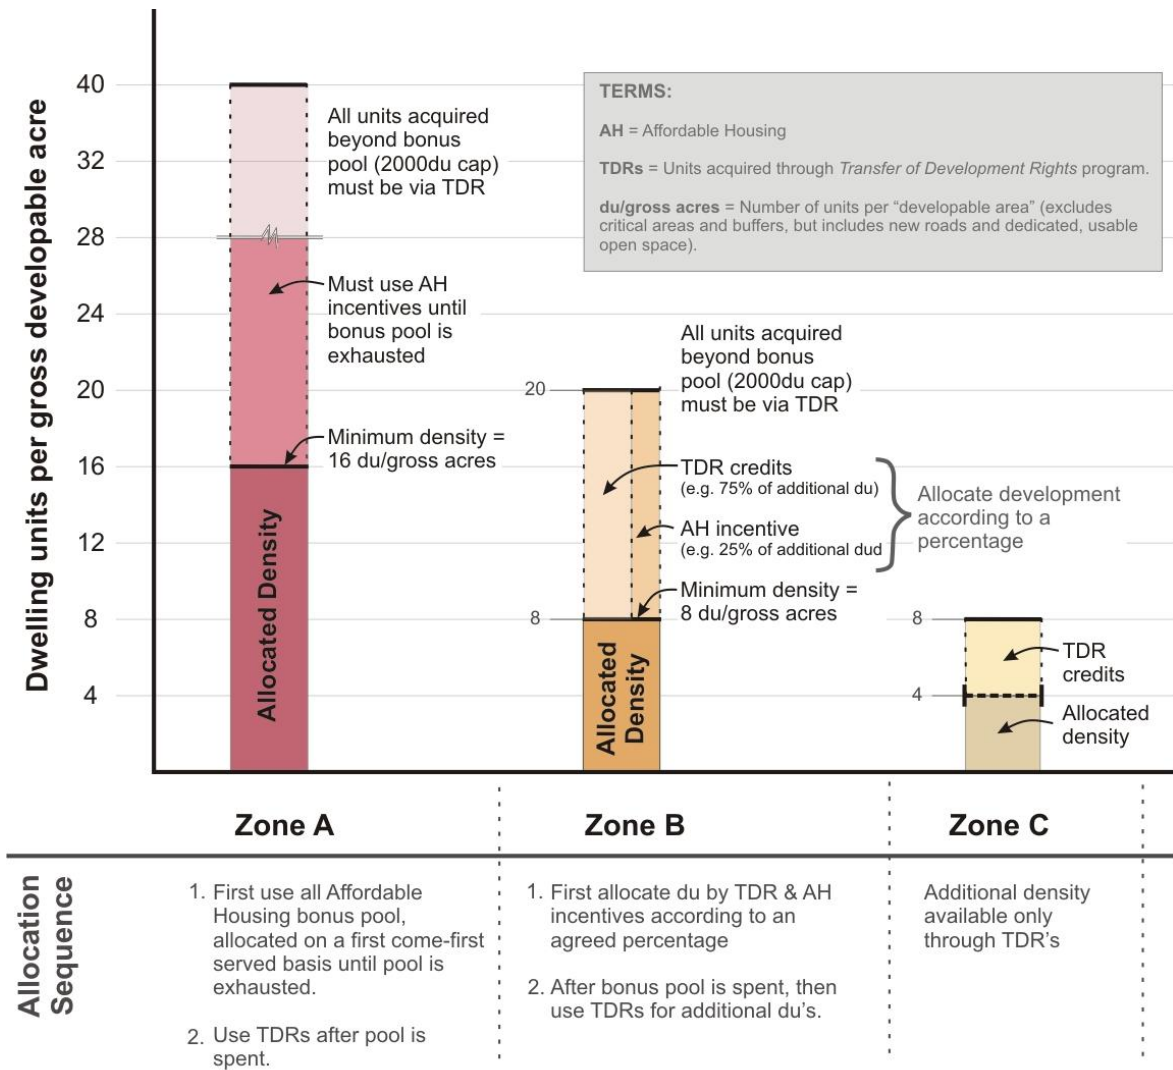 Dwelling units per gross developable acre
40
32
28
24
20
16
12
8
4
All units acquired
beyond bonus
pool (2000du cap)
must be via TDR
Must use AH
incentives until
bonus pool is
exhausted
Minimum density =
16 du/gross acres
Allocated Density
TERMS:
AH = Affordable Housing
TDRs = Units acquired through Transfer of Development Rights program.
du/gross acres = Number of units per “developable area” (excludes
critical areas and buffers, but includes new roads and dedicated, usable
open space).
20
8
All units acquired
beyond bonus
pool (2000du cap)
must be via TDR
TDR credits
(e.g. 75% of additional du)
AH incentive
(e.g. 25% of additional dud
Minimum density =
8 du/gross acres
Allocated
Density
Allocate development
according to a
percentage
8
4
TDR
credits
Allocated
density
Zone A
Zone B
Zone C
Allocation
Sequence
1. First use all Affordable
Housing bonus pool,
allocated on a first come-first
served basis until pool is
exhausted.
2. Use TDRs after pool is
spent.
1. First allocate du by TDR & AH
incentives according to an
agreed percentage
2. After bonus pool is spent, then
use TDRs for additional du’s.
Additional density
available only
through TDR’s